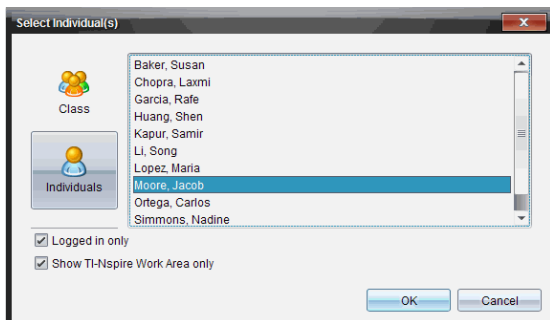 Select Individual(s)
Class
Individuals
Baker, Susan
Chopra, Laxmi
Garcia, Rafe
Huang, Shen
Kapur, Samir
Li, Song
Lopez, Maria
Moore, Jacob
Ortega, Carlos
Simmons, Nadine
Logged in only
Show TI-Nspire Work Area only
OK
Cancel